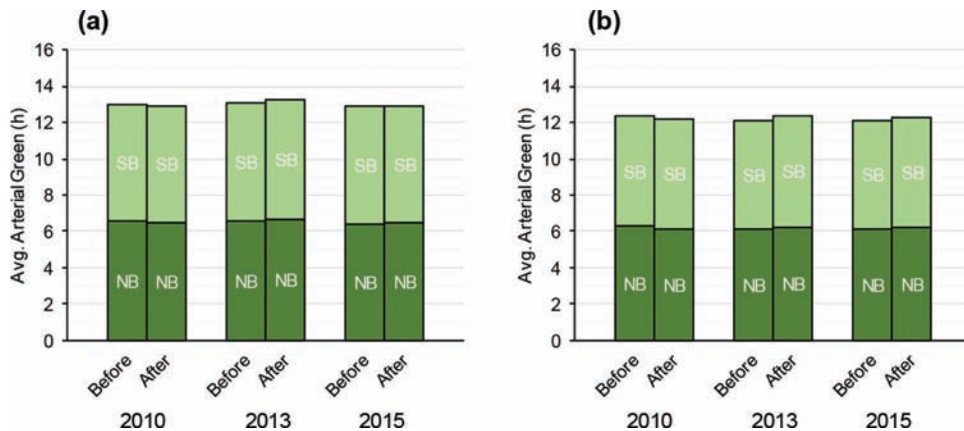 (a)
Avg. Arterial Green (h)
16
14
12
10
8
6
4
2
0
SB SB SB SB SB SB
NB NB NB NB NB NB
Before After Before After Before After
2010 2013 2015
(b)
Avg. Arterial Green (h)
16
14
12
10
8
6
4
2
0
SB SB SB SB SB SB
NB NB NB NB NB NB
Before After Before After Before After
2010 2013 2015